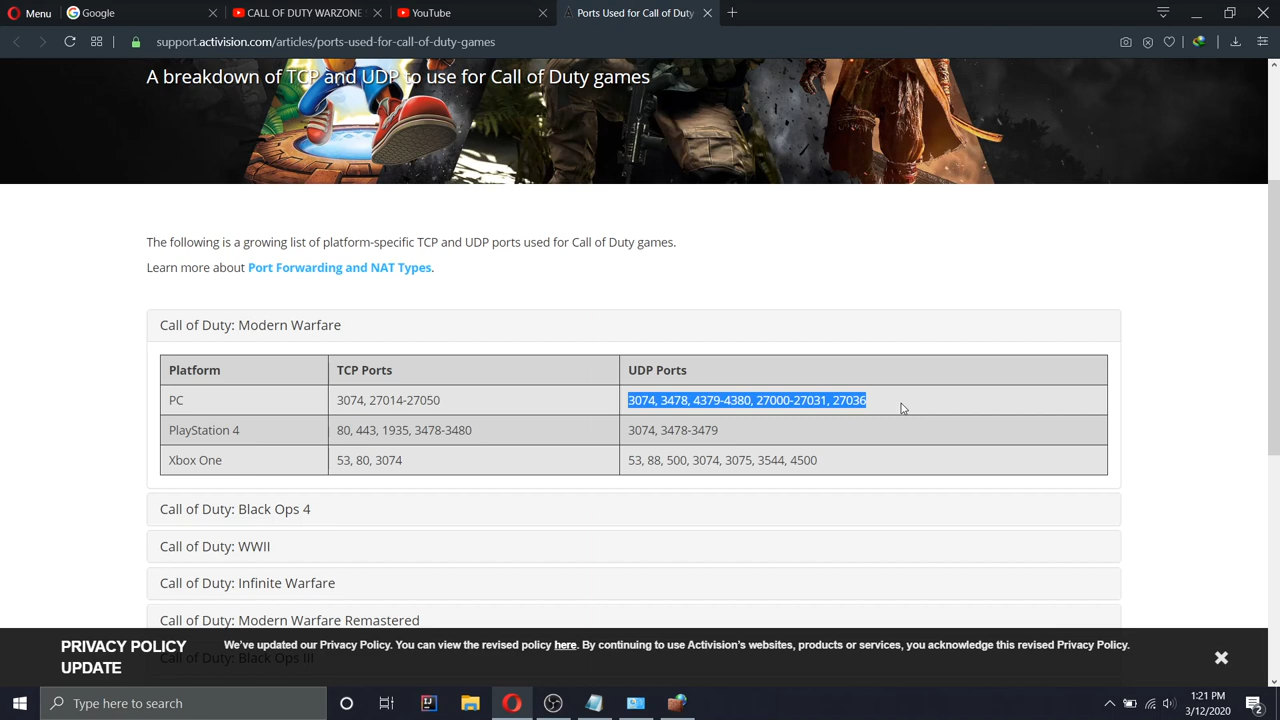 Menu
Google
CALL OF DUTY WARZONE
YouTube
Ports Used for Call of Duty
support.activision.com/articles/ports-used-for-call-of-duty-games
A breakdown of TCP and UDP to use for Call of Duty games
The following is a growing list of platform-specific TCP and UDP ports used for Call of Duty games.
Learn more about Port Forwarding and NAT Types.
Call of Duty: Modern Warfare
Platform TCP Ports UDP Ports
PC 3074, 27014-27050 3074, 3478, 4379-4380, 27000-27031, 27036
PlayStation 4 80, 443, 1935, 3478-3480 3074, 3478-3479
Xbox One 53, 80, 3074 53, 88, 500, 3074, 3075, 3544, 4500
Call of Duty: Black Ops 4
Call of Duty: WWII
Call of Duty: Infinite Warfare
Call of Duty: Modern Warfare Remastered
Call of Duty: Black Ops III
PRIVACY POLICY
UPDATE
We've updated our Privacy Policy. You can view the revised policy here. By continuing to use Activision's websites, products or services, you acknowledge this revised Privacy Policy.
Type here to search
1:21 PM
3/12/2020
2